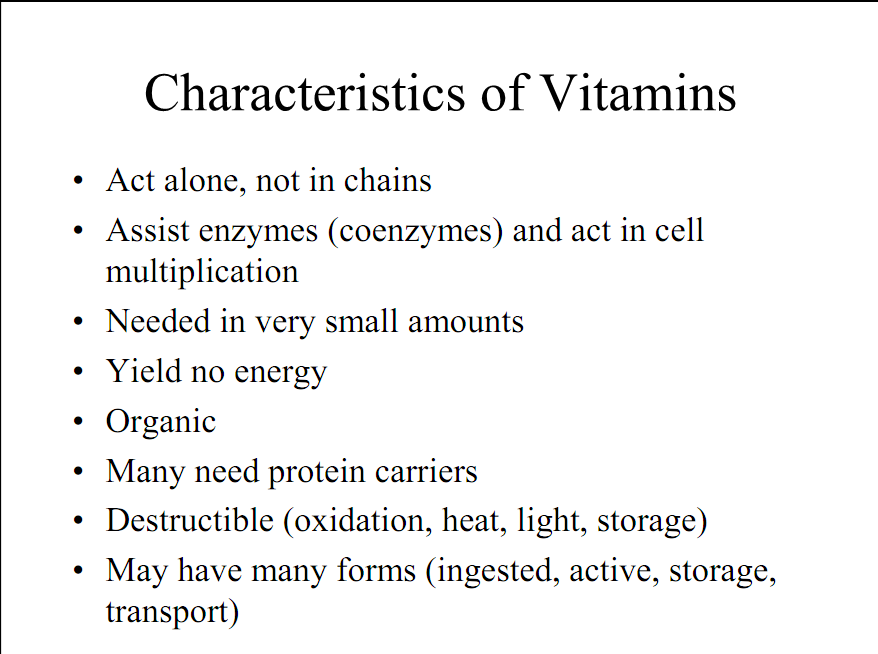 Characteristics of Vitamins
• Act alone, not in chains
• Assist enzymes (coenzymes) and act in cell
multiplication
• Needed in very small amounts
• Yield no energy
• Organic
• Many need protein carriers
• Destructible (oxidation, heat, light, storage)
• May have many forms (ingested, active, storage,
transport)